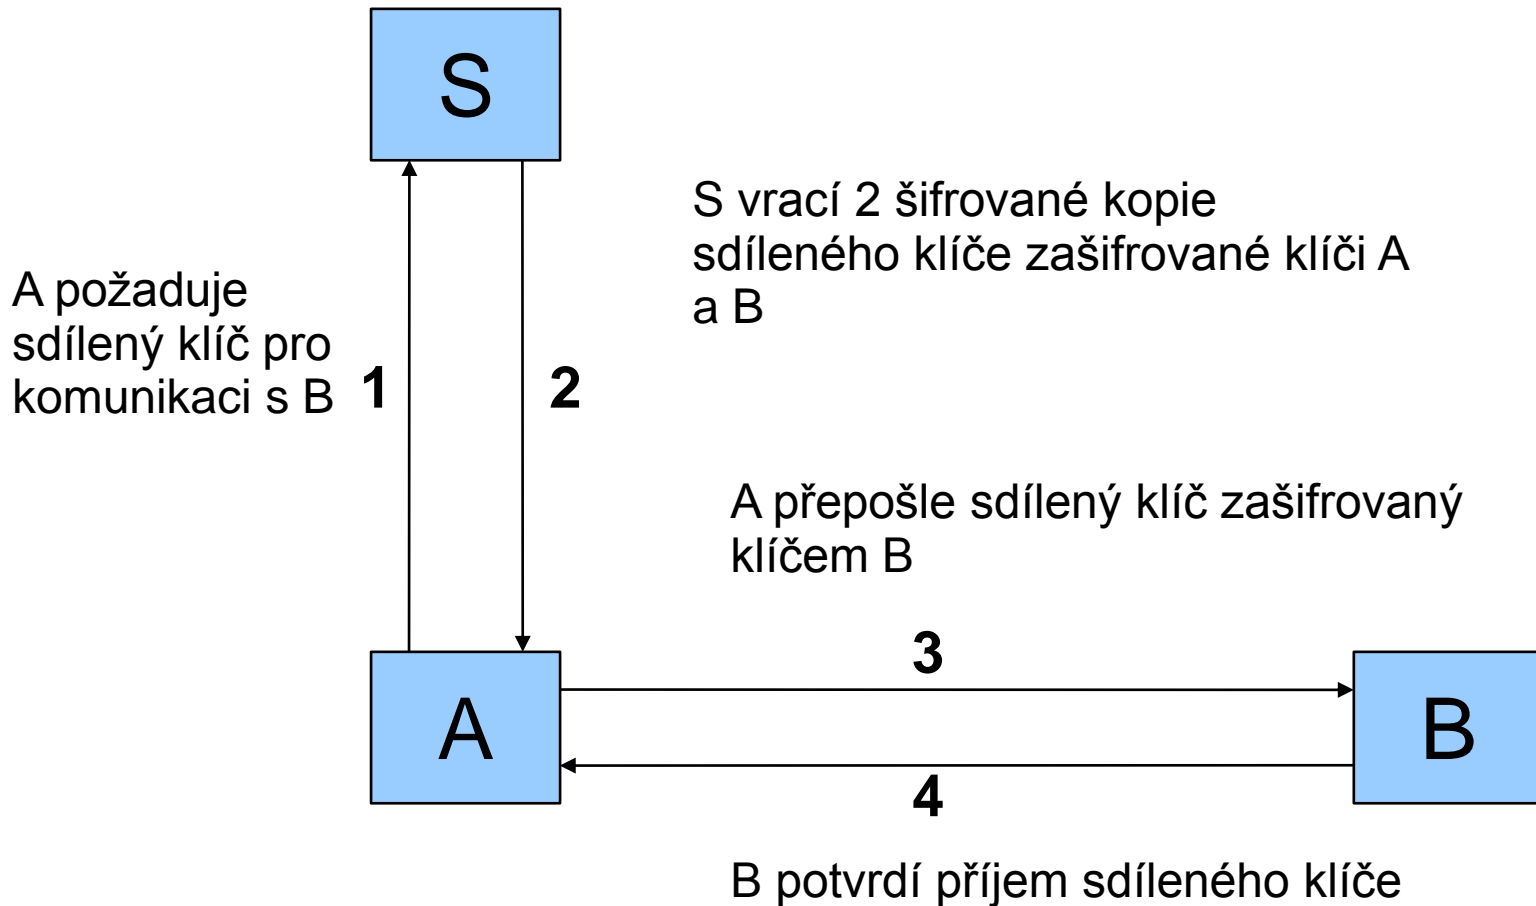 S
S vrací 2 šifrované kopie
sdíleného klíče zašifrované klíči A
a B
A požaduje
sdílený klíč pro
komunikaci s B
1
2
A přepošle sdílený klíč zašifrovaný
klíčem B
3
A
B
4
B potvrdí příjem sdíleného klíče